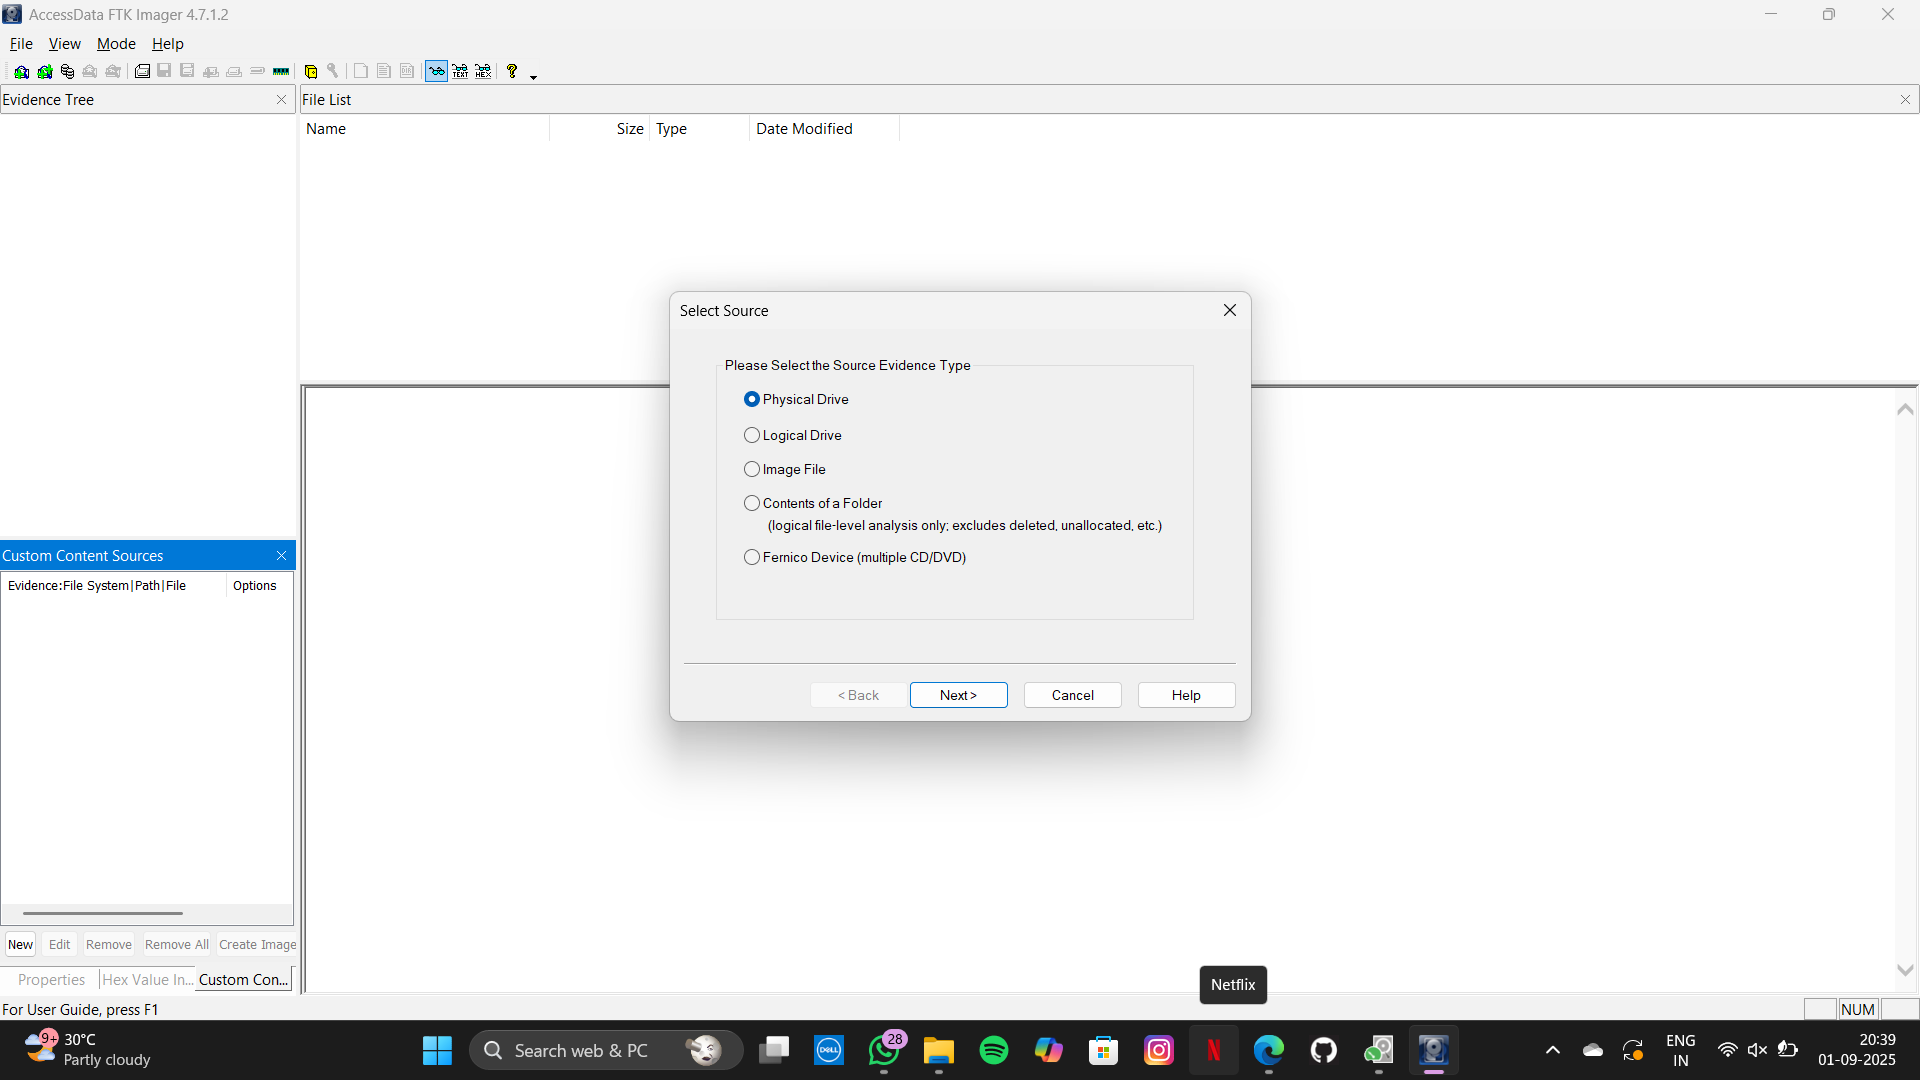 AccessData FTK Imager 4.7.1.2
File View Mode Help
TEXT HEX
Evidence Tree
File List
Name Size Type Date Modified
Select Source
Please Select the Source Evidence Type
Physical Drive
Logical Drive
Image File
Contents of a Folder
(logical file-level analysis only; excludes deleted, unallocated, etc.)
Fernico Device (multiple CD/DVD)
< Back Next > Cancel Help
Custom Content Sources
Evidence:File System|Path|File Options
New Edit Remove Remove All Create Image
Properties Hex Value In... Custom Con...
Netflix
For User Guide, press F1
NUM
9+ 30°C
Partly cloudy
Search web & PC
DELL
28
ENG
IN
20:39
01-09-2025